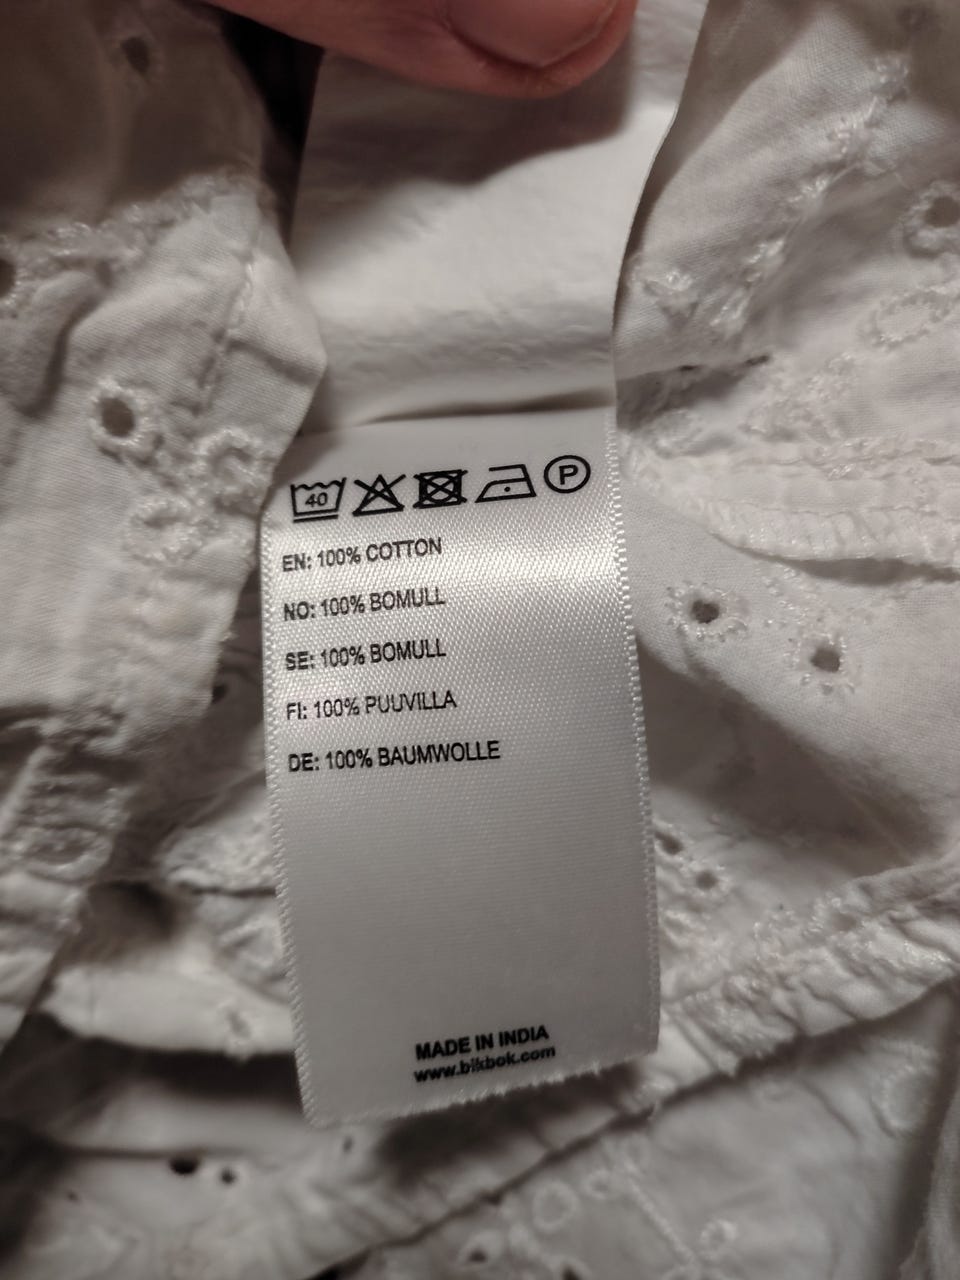 40 P
EN: 100% COTTON
NO: 100% BOMULL
SE: 100% BOMULL
FI: 100% PUUVILLA
DE: 100% BAUMWOLLE
MADE IN INDIA
www.bikbok.com